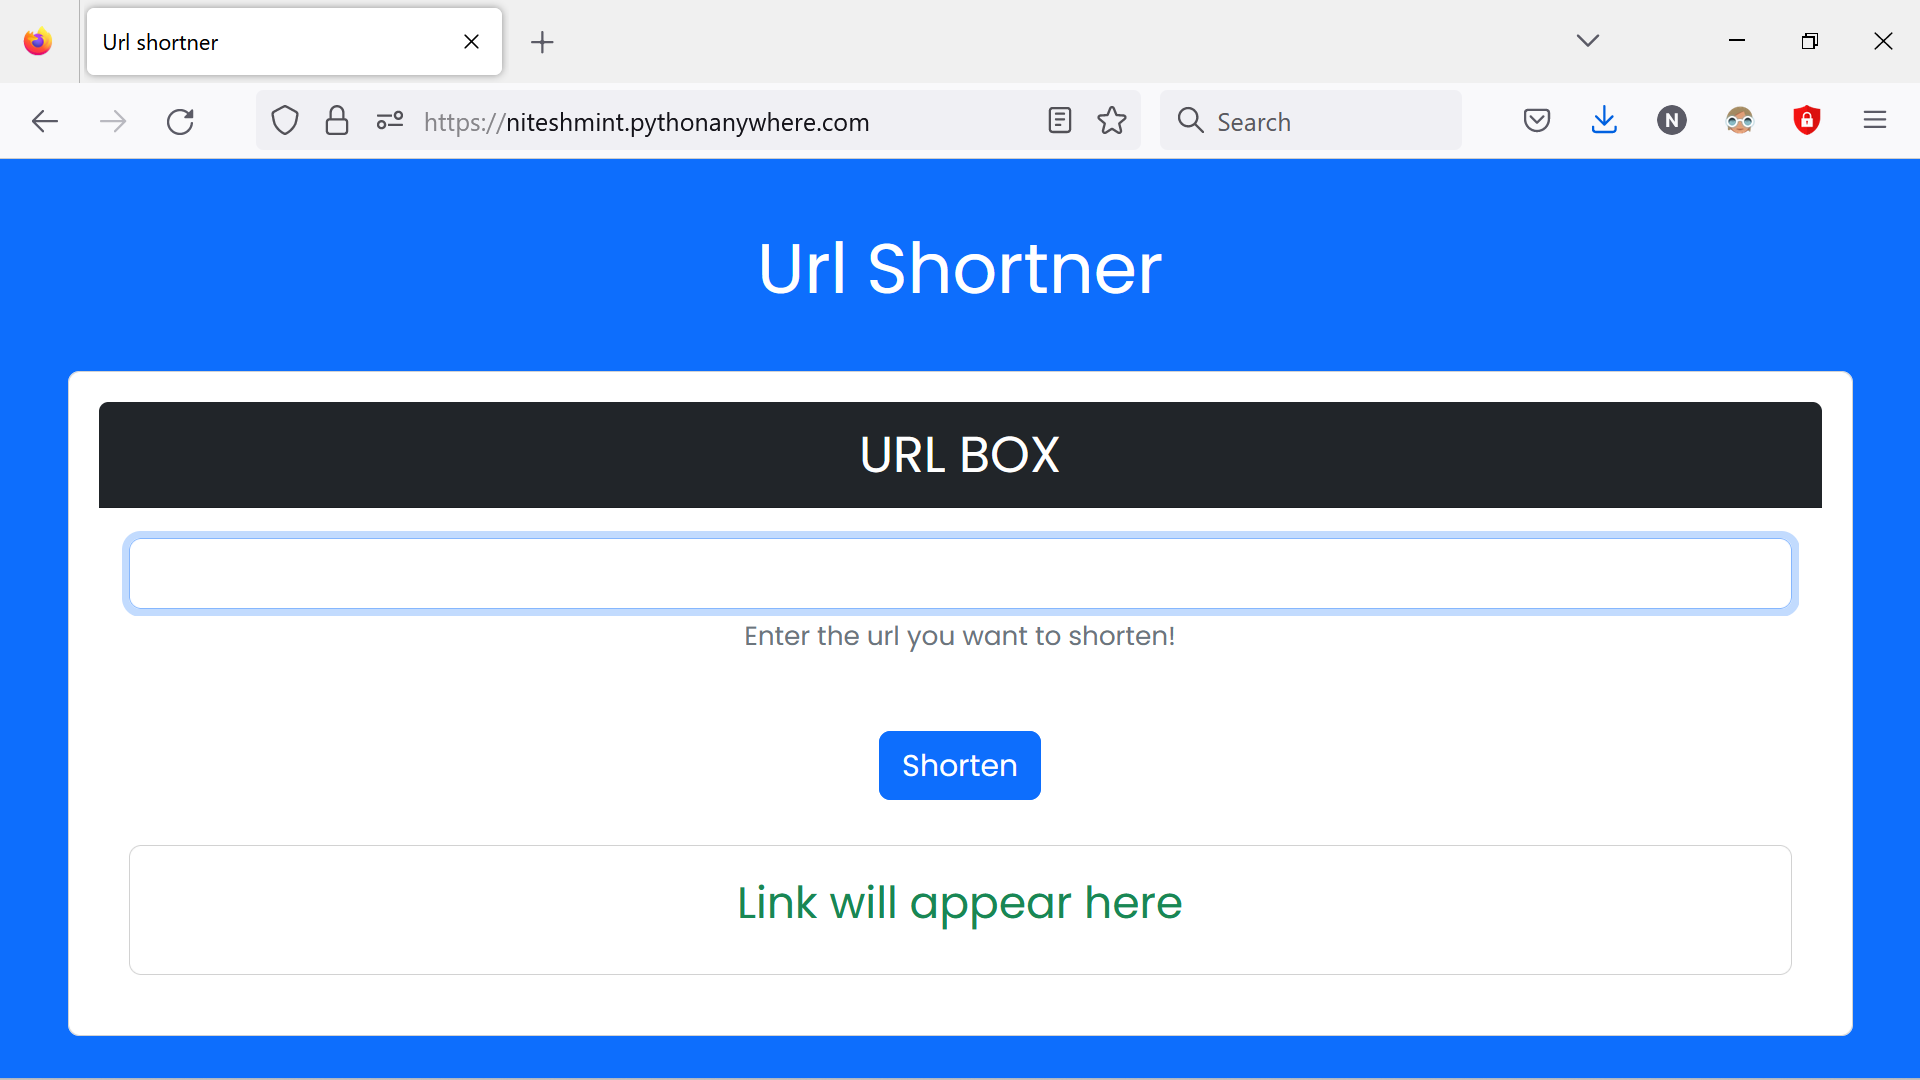 Url shortner
https://niteshmint.pythonanywhere.com
Search
N
Url Shortner
URL BOX
Enter the url you want to shorten!
Shorten
Link will appear here